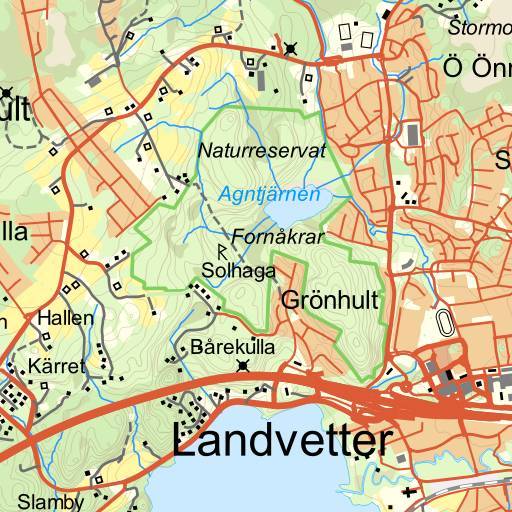 Stormo
Ö Önn
ult
Naturreservat
S
Agntjärnen
lla
Fornåkrar
R
Solhaga
Grönhult
n
Hallen
Bårekulla
Kärret
Landvetter
Slamby